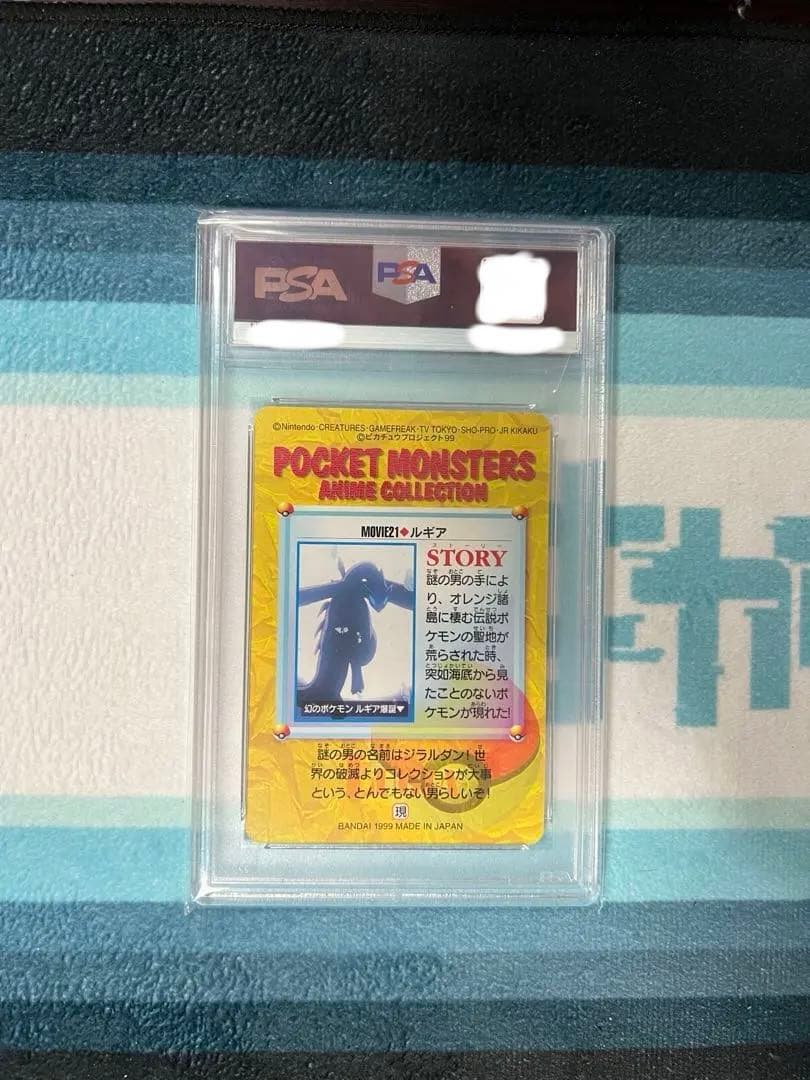 PSA
PSA
©Nintendo・CREATURES・GAMEFREAK・TV TOKYO・SHO-PRO・JR KIKAKU
©ピカチュウプロジェクト99
POCKET MONSTERS
ANIME COLLECTION
MOVIE21◆ルギア
ストーリー
STORY
謎の男の手によ
り、オレンジ諸
島に棲む伝説ポ
ケモンの聖地が
荒らされた時、
突如海底から見
たことのないポ
ケモンが現れた!
幻のポケモン ルギア爆誕▼
謎の男の名前はジラルダン!世
界の破滅よりコレクションが大事
という、とんでもない男らしいぞ!
現
BANDAI 1999 MADE IN JAPAN